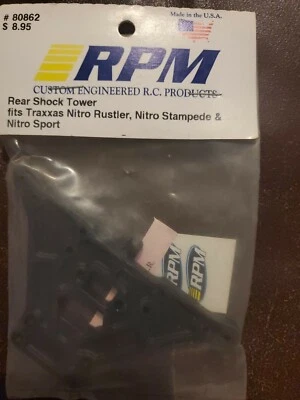 # 80862
$ 8.95
Made in the U.S.A.
RPM
CUSTOM ENGINEERED R.C. PRODUCTS
Rear Shock Tower
fits Traxxas Nitro Rustler, Nitro Stampede &
Nitro Sport
RPM
RPM